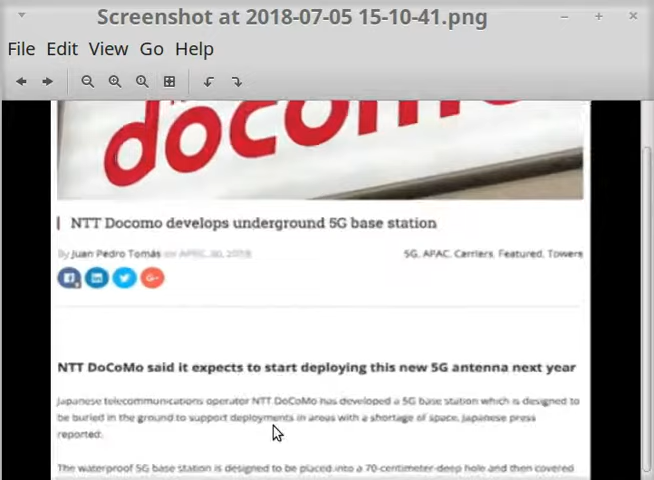 Screenshot at 2018-07-05 15-10-41.png
File Edit View Go Help
docomo
NTT Docomo develops underground 5G base station
By Juan Pedro Tomás on
5G, APAC, Carriers, Featured, Towers
NTT DoCoMo said it expects to start deploying this new 5G antenna next year
Japanese telecommunications operator NTT DoCoMo has developed a 5G base station which is designed to
be buried in the ground to support deployments in areas with a shortage of space, Japanese press
reported.
The waterproof 5G base station is designed to be placed into a 70-centimeter-deep hole and then covered